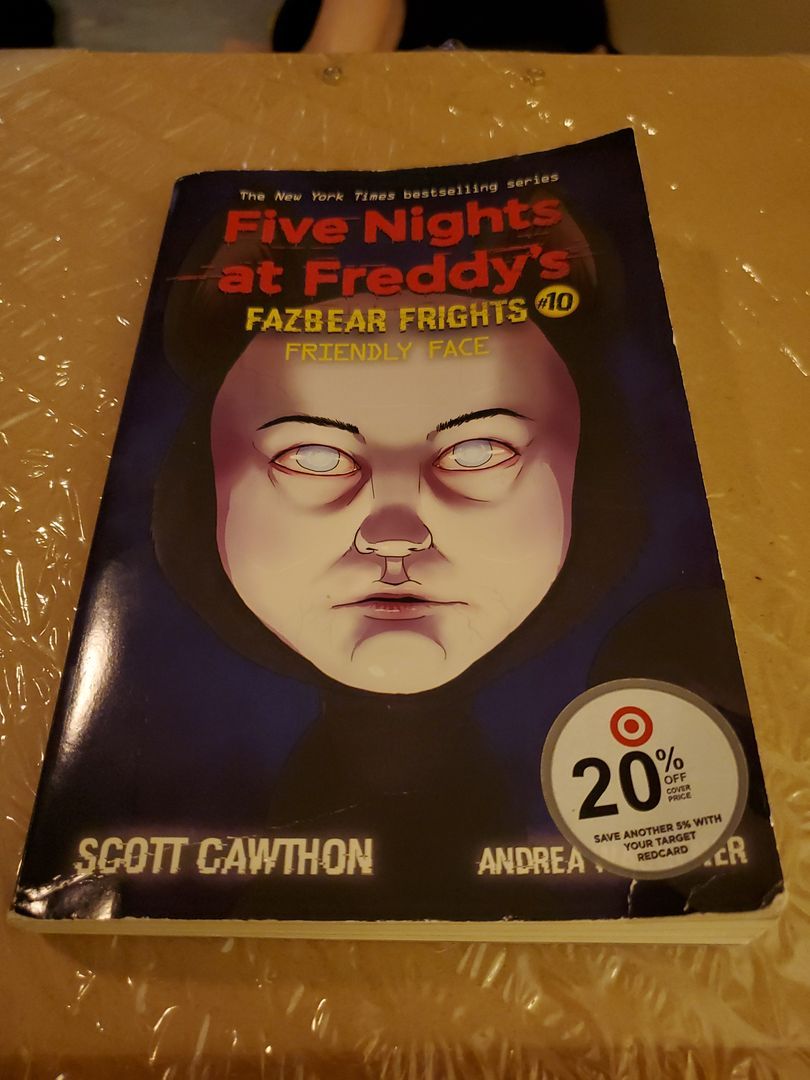 The New York Times bestselling series
Five Nights
at Freddy's
FAZBEAR FRIGHTS #10
FRIENDLY FACE
20% OFF
COVER
PRICE
SAVE ANOTHER 5% WITH
YOUR TARGET
REDCARD
SCOTT CAWTHON
ANDREA